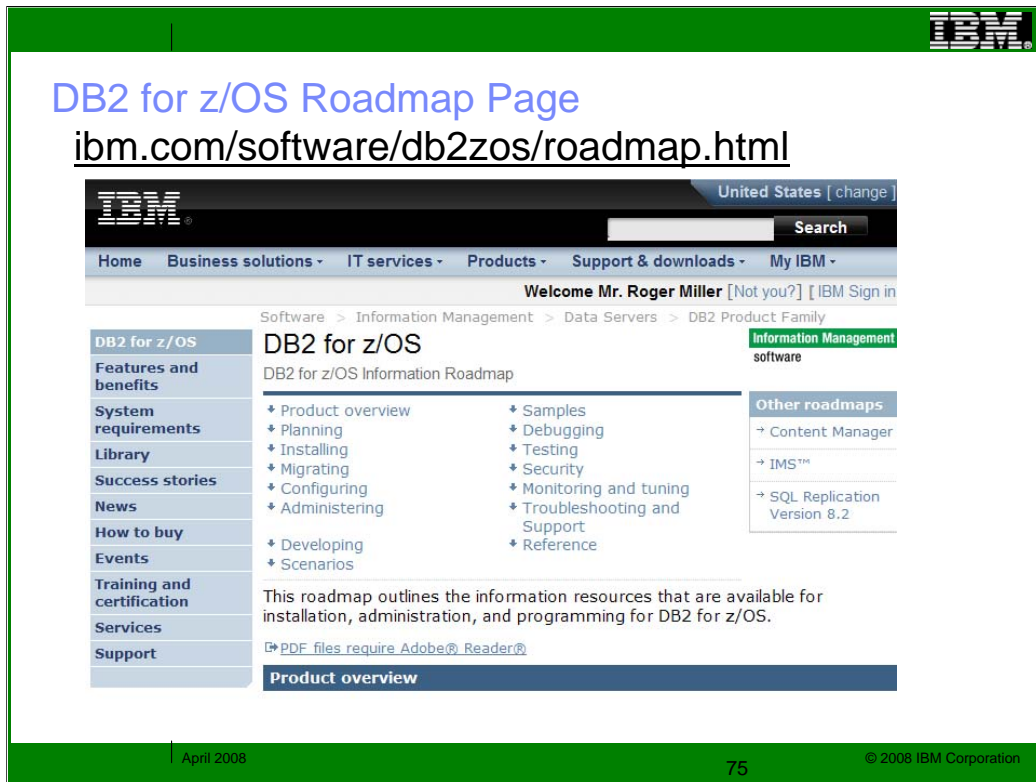 IBM®
DB2 for z/OS Roadmap Page
ibm.com/software/db2zos/roadmap.html
IBM®
United States [ change ]
Search
Home Business solutions IT services Products Support & downloads My IBM
Welcome Mr. Roger Miller [Not you?] [ IBM Sign in
Software > Information Management > Data Servers > DB2 Product Family
DB2 for z/OS
Features and
benefits
System
requirements
Library
Success stories
News
How to buy
Events
Training and
certification
Services
Support
DB2 for z/OS
DB2 for z/OS Information Roadmap
Product overview
Planning
Installing
Migrating
Configuring
Administering
Developing
Scenarios
Samples
Debugging
Testing
Security
Monitoring and tuning
Troubleshooting and
Support
Reference
Information Management
software
Other roadmaps
Content Manager
IMS™
SQL Replication
Version 8.2
This roadmap outlines the information resources that are available for
installation, administration, and programming for DB2 for z/OS.
PDF files require Adobe® Reader®
Product overview
April 2008
75
© 2008 IBM Corporation